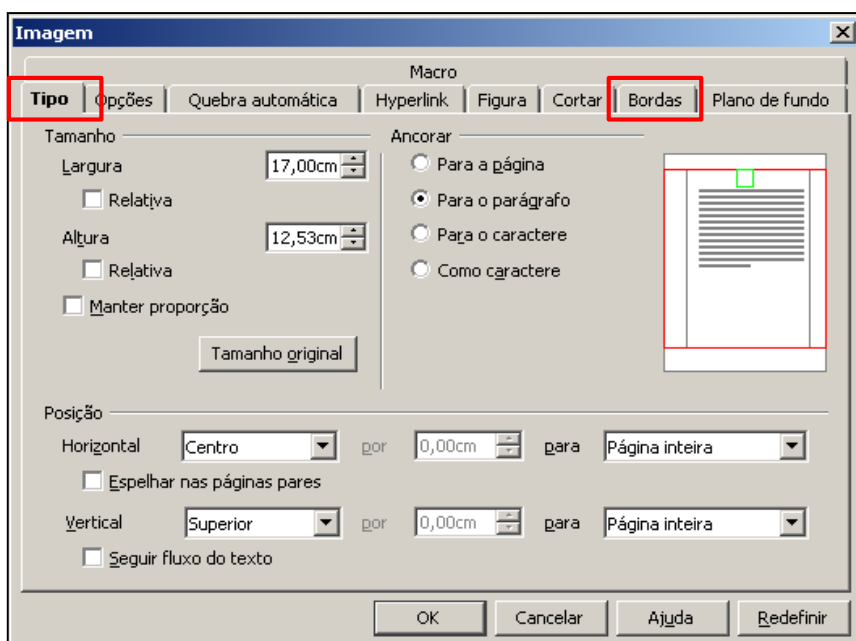 Imagem
Macro
Tipo Opções Quebra automática Hyperlink Figura Cortar Bordas Plano de fundo
Tamanho Ancorar
Largura 17,00cm Para a página
Relativa Para o parágrafo
Altura 12,53cm Para o caractere
Relativa Como caractere
Manter proporção
Tamanho original
Posição
Horizontal Centro por 0,00cm para Página inteira
Espelhar nas páginas pares
Vertical Superior por 0,00cm para Página inteira
Seguir fluxo do texto
OK Cancelar Ajuda Redefinir